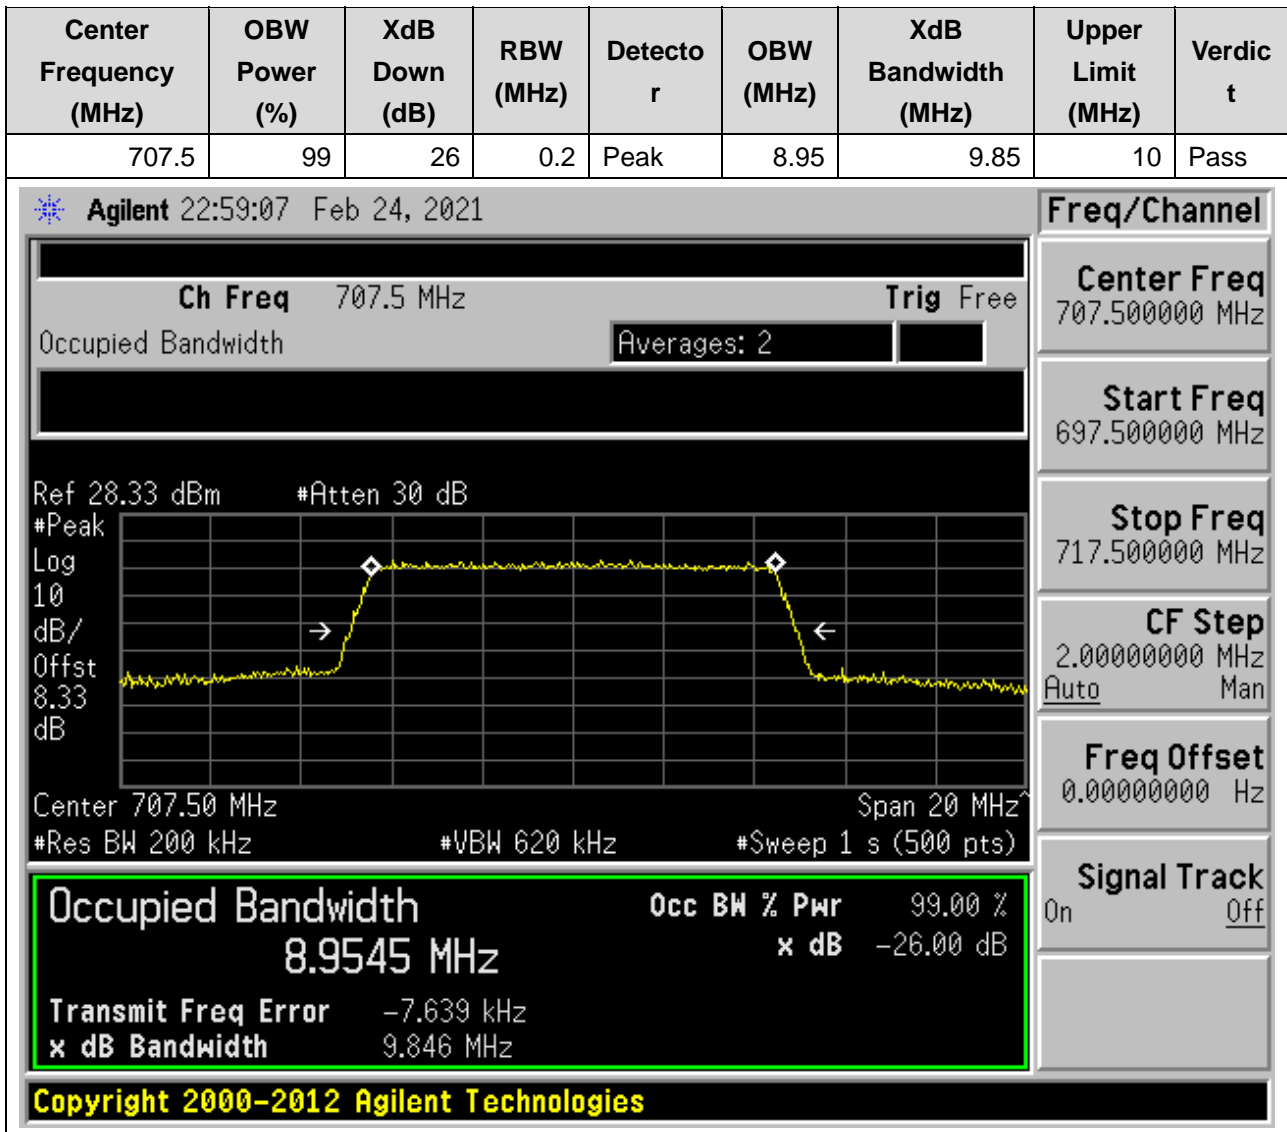 Center Frequency (MHz) OBW Power (%) XdB Down (dB) RBW (MHz) Detector OBW (MHz) XdB Bandwidth (MHz) Upper Limit (MHz) Verdict
707.5 99 26 0.2 Peak 8.95 9.85 10 Pass
Agilent 22:59:07 Feb 24, 2021
Freq/Channel
Ch Freq 707.5 MHz Trig Free
Occupied Bandwidth Averages: 2
Center Freq
707.500000 MHz
Start Freq
697.500000 MHz
Stop Freq
717.500000 MHz
CF Step
2.00000000 MHz
Auto Man
Freq Offset
0.00000000 Hz
Signal Track
On Off
Ref 28.33 dBm #Atten 30 dB
#Peak
Log
10
dB/
Offst
8.33
dB
Center 707.50 MHz Span 20 MHz^
#Res BW 200 kHz #VBW 620 kHz #Sweep 1 s (500 pts)
Occupied Bandwidth Occ BW % Pwr 99.00 %
8.9545 MHz x dB -26.00 dB
Transmit Freq Error -7.639 kHz
x dB Bandwidth 9.846 MHz
Copyright 2000-2012 Agilent Technologies